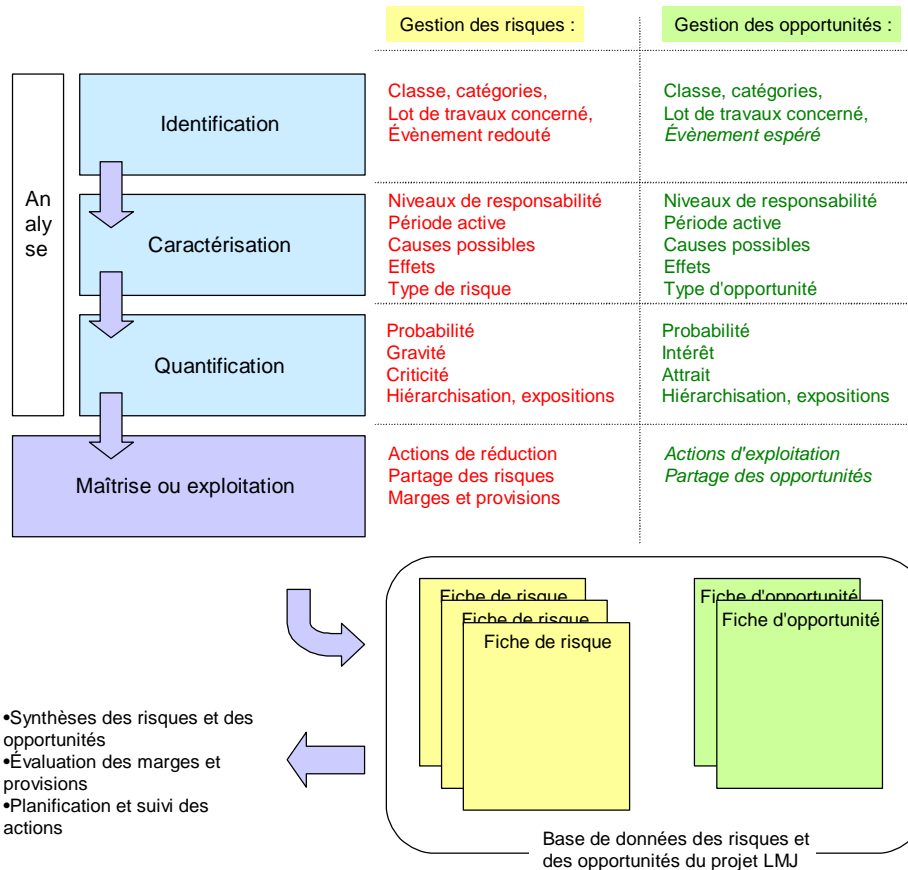 Gestion des risques :
Gestion des opportunités :
An
aly
se
Identification
Classe, catégories,
Lot de travaux concerné,
Évènement redouté
Classe, catégories,
Lot de travaux concerné,
Évènement espéré
Caractérisation
Niveaux de responsabilité
Période active
Causes possibles
Effets
Type de risque
Niveaux de responsabilité
Période active
Causes possibles
Effets
Type d'opportunité
Quantification
Probabilité
Gravité
Criticité
Hiérarchisation, expositions
Probabilité
Intérêt
Attrait
Hiérarchisation, expositions
Maîtrise ou exploitation
Actions de réduction
Partage des risques
Marges et provisions
Actions d'exploitation
Partage des opportunités
Fiche de risque
Fiche de risque
Fiche de risque
Fiche d'opportunité
Fiche d'opportunité
•Synthèses des risques et des
opportunités
•Évaluation des marges et
provisions
•Planification et suivi des
actions
Base de données des risques et
des opportunités du projet LMJ